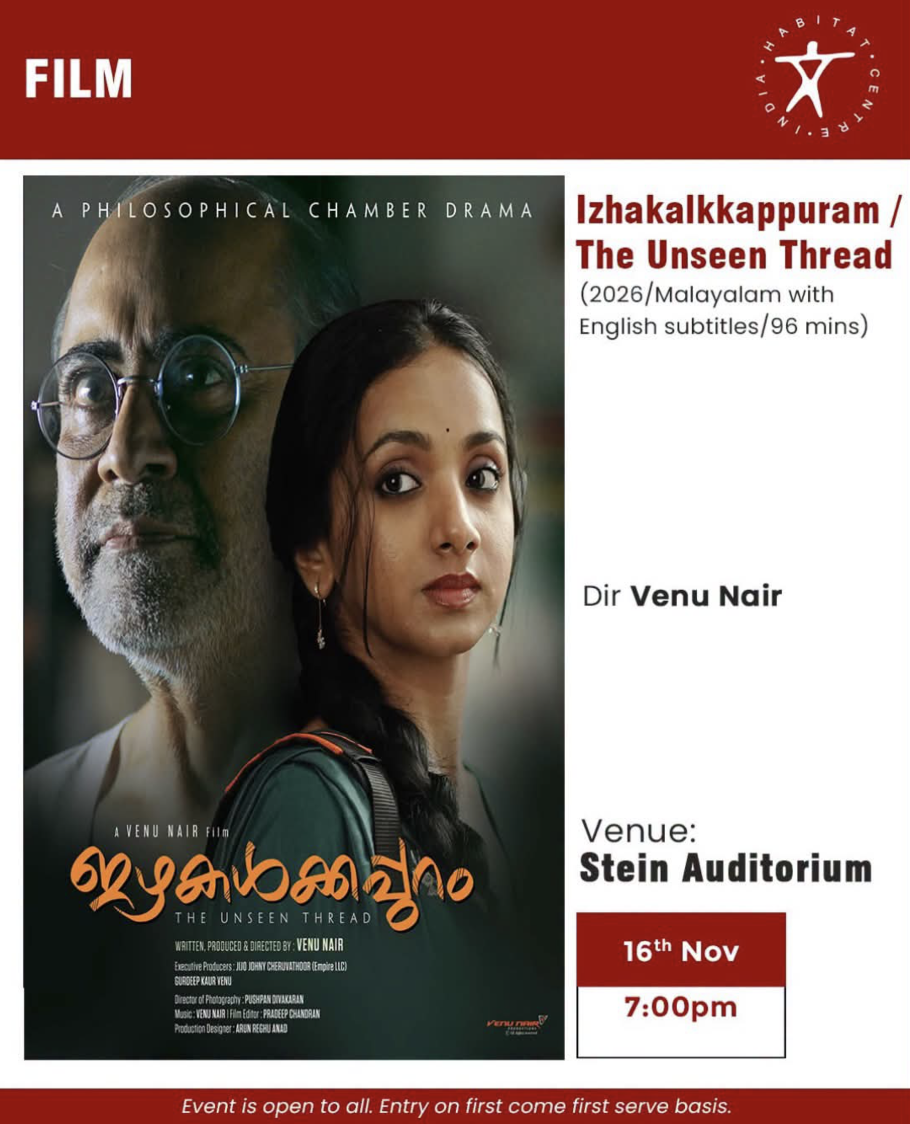 FILM
INDIA • HABITAT • CENTRE •
A PHILOSOPHICAL CHAMBER DRAMA
A VENU NAIR Film
ഇഴകൾക്കപ്പുറം
THE UNSEEN THREAD
WRITTEN, PRODUCED & DIRECTED BY : VENU NAIR
Executive Producers : JIJO JOHNY CHERUVATHOOR (Empire LLC)
GURDEEP KAUR VENU
Director of Photography : PUSHPAN DIVAKARAN
Music : VENU NAIR | Film Editor : PRADEEP CHANDRAN
Production Designer : ARUN REGHU ANAD
VENU NAIR
PRODUCTIONS
Izhakalkkappuram /
The Unseen Thread
(2026/Malayalam with
English subtitles/96 mins)
Dir Venu Nair
Venue:
Stein Auditorium
16th Nov
7:00pm
Event is open to all. Entry on first come first serve basis.